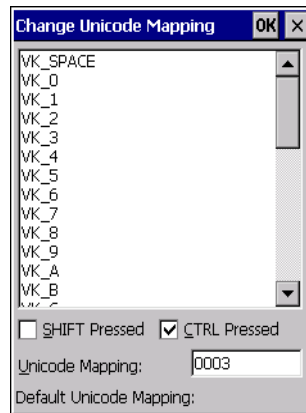 Change Unicode Mapping OK ×
VK_SPACE
VK_0
VK_1
VK_2
VK_3
VK_4
VK_5
VK_6
VK_7
VK_8
VK_9
VK_A
VK_B
SHIFT Pressed CTRL Pressed
Unicode Mapping: 0003
Default Unicode Mapping: